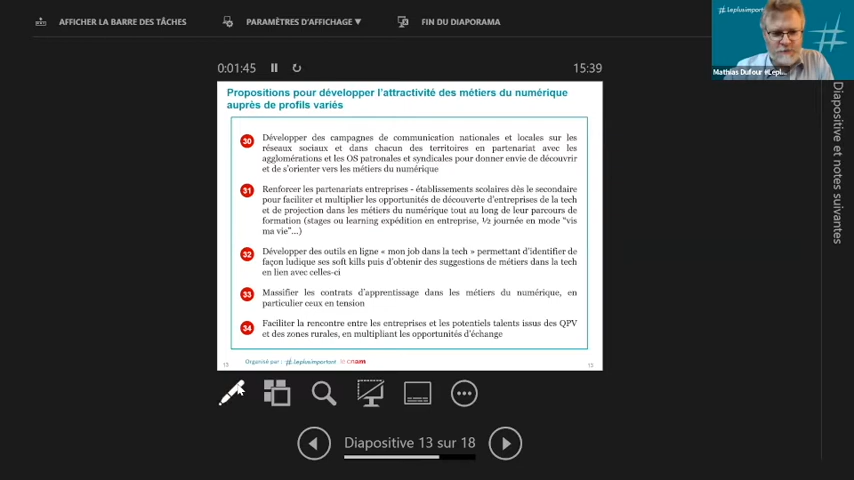 AFFICHER LA BARRE DES TÂCHES
PARAMÈTRES D'AFFICHAGE ▼
FIN DU DIAPORAMA
#Leplusimport
#
Mathias Dufour #Lepl...
0:01:45
15:39
Propositions pour développer l'attractivité des métiers du numérique
auprès de profils variés
30
Développer des campagnes de communication nationales et locales sur les
réseaux sociaux et dans chacun des territoires en partenariat avec les
agglomérations et les OS patronales et syndicales pour donner envie de découvrir
et de s'orienter vers les métiers du numérique
31
Renforcer les partenariats entreprises - établissements scolaires dès le secondaire
pour faciliter et multiplier les opportunités de découverte d'entreprises de la tech
et de projection dans les métiers du numérique tout au long de leur parcours de
formation (stages ou learning expédition en entreprise, ½ journée en mode "vis
ma vie"...)
32
Développer des outils en ligne « mon job dans la tech » permettant d'identifier de
façon ludique ses soft kills puis d'obtenir des suggestions de métiers dans la tech
en lien avec celles-ci
33
Massifier les contrats d'apprentissage dans les métiers du numérique, en
particulier ceux en tension
34
Faciliter la rencontre entre les entreprises et les potentiels talents issus des QPV
et des zones rurales, en multipliant les opportunités d'échange
13
Organisé par :
#Leplusimportant
cnam
13
Diapositive 13 sur 18
Diapositive et notes suivantes